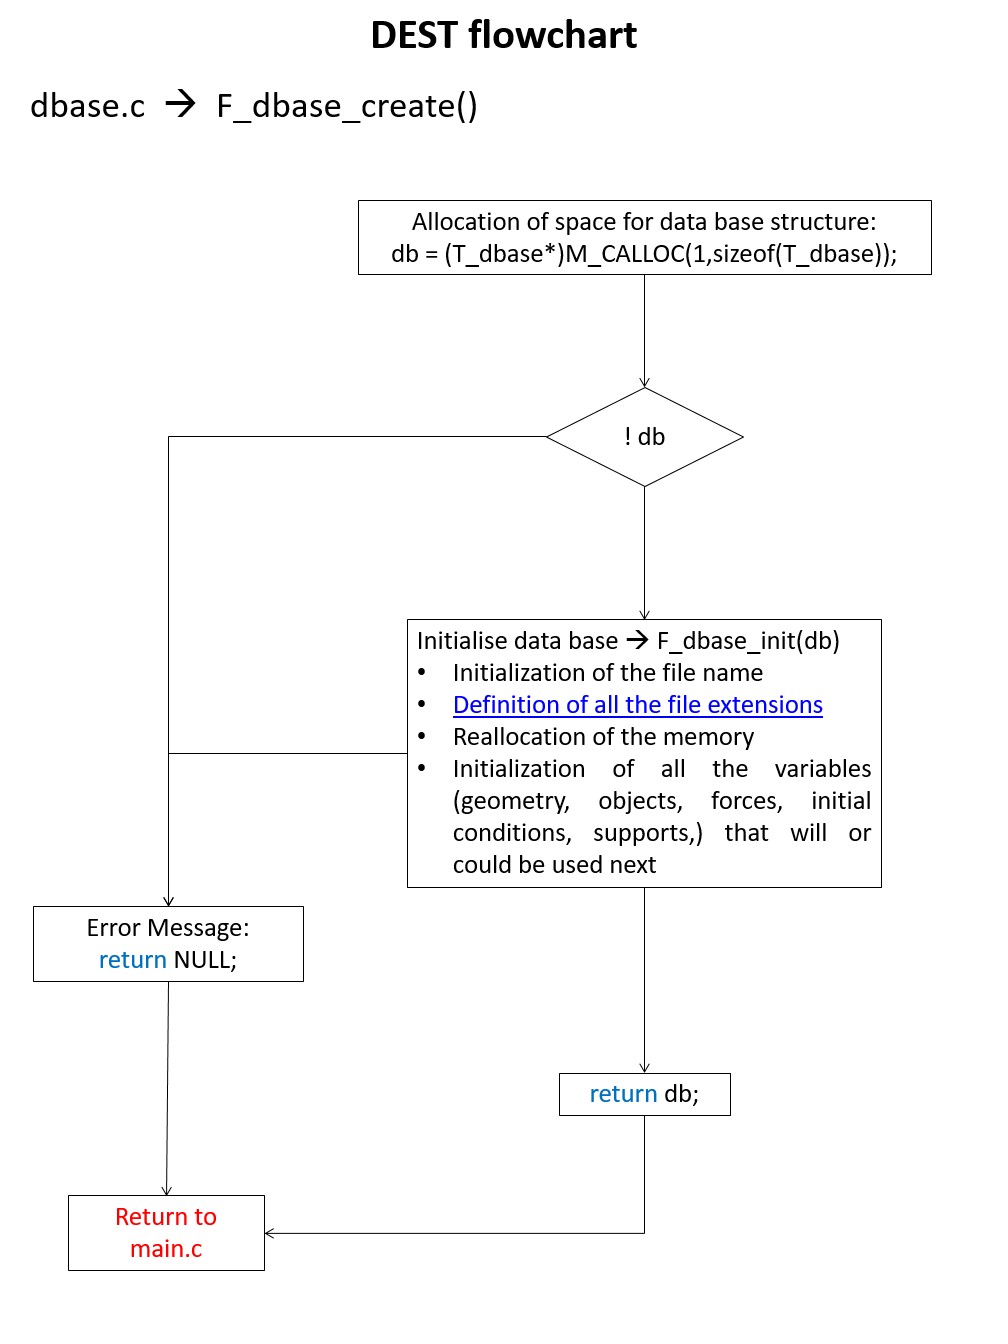 DEST flowchart
dbase.c → F_dbase_create()
Allocation of space for data base structure:
db = (T_dbase*)M_CALLOC(1,sizeof(T_dbase));
! db
Initialise data base → F_dbase_init(db)
• Initialization of the file name
• Definition of all the file extensions
• Reallocation of the memory
• Initialization of all the variables
(geometry, objects, forces, initial
conditions, supports,) that will or
could be used next
Error Message:
return NULL;
return db;
Return to
main.c